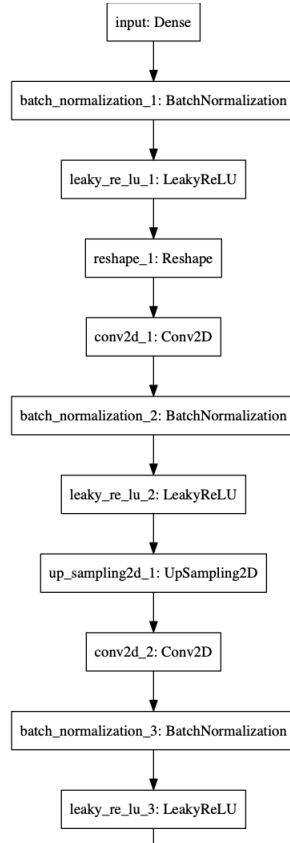 input: Dense
batch_normalization_1: BatchNormalization
leaky_re_lu_1: LeakyReLU
reshape_1: Reshape
conv2d_1: Conv2D
batch_normalization_2: BatchNormalization
leaky_re_lu_2: LeakyReLU
up_sampling2d_1: UpSampling2D
conv2d_2: Conv2D
batch_normalization_3: BatchNormalization
leaky_re_lu_3: LeakyReLU